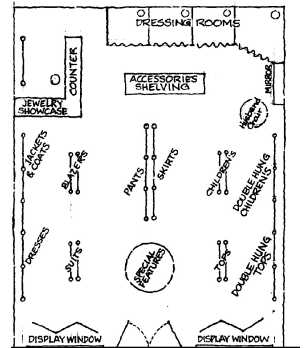 DRESSING ROOMS
COUNTER
ACCESSORIES
SHELVING
MIRROR
JEWELRY
SHOWCASE
Husband
Chair
JACKETS
& COATS
BLAZERS
PANTS
SKIRTS
CHILDREN'S
DOUBLE HUNG
CHILDREN'S
DRESSES
SUITS
SPECIAL
FEATURES
TOPS
DOUBLE HUNG
TOPS
DISPLAY WINDOW
DISPLAY WINDOW